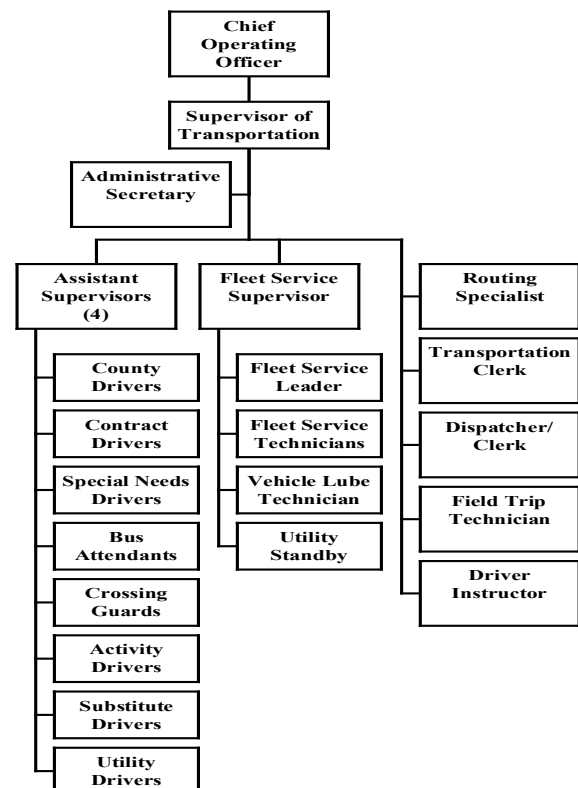 Chief
Operating
Officer
Supervisor of
Transportation
Administrative
Secretary
Assistant
Supervisors
(4)
County
Drivers
Contract
Drivers
Special Needs
Drivers
Bus
Attendants
Crossing
Guards
Activity
Drivers
Substitute
Drivers
Utility
Drivers
Fleet Service
Supervisor
Fleet Service
Leader
Fleet Service
Technicians
Vehicle Lube
Technician
Utility
Standby
Routing
Specialist
Transportation
Clerk
Dispatcher/
Clerk
Field Trip
Technician
Driver
Instructor